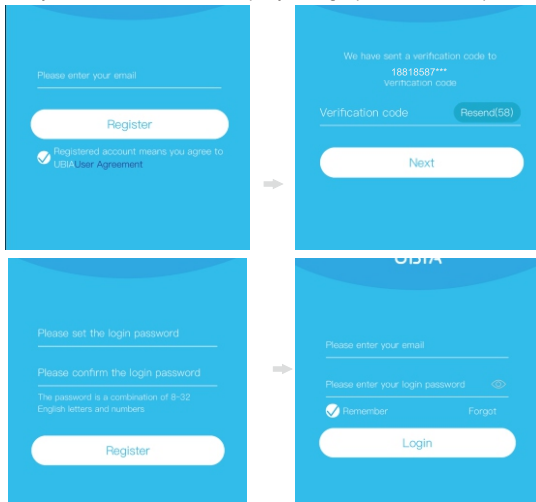 Please enter your email
Register
Registered account means you agree to
UBIAUser Agreement
We have sent a verification code to
18818587***
Verification code
Verification code
Resend(58)
Next
Please set the login password
Please confirm the login password
The password is a combination of 8-32
English letters and numbers
Register
UBIA
Please enter your email
Please enter your login password
Remember
Forgot
Login